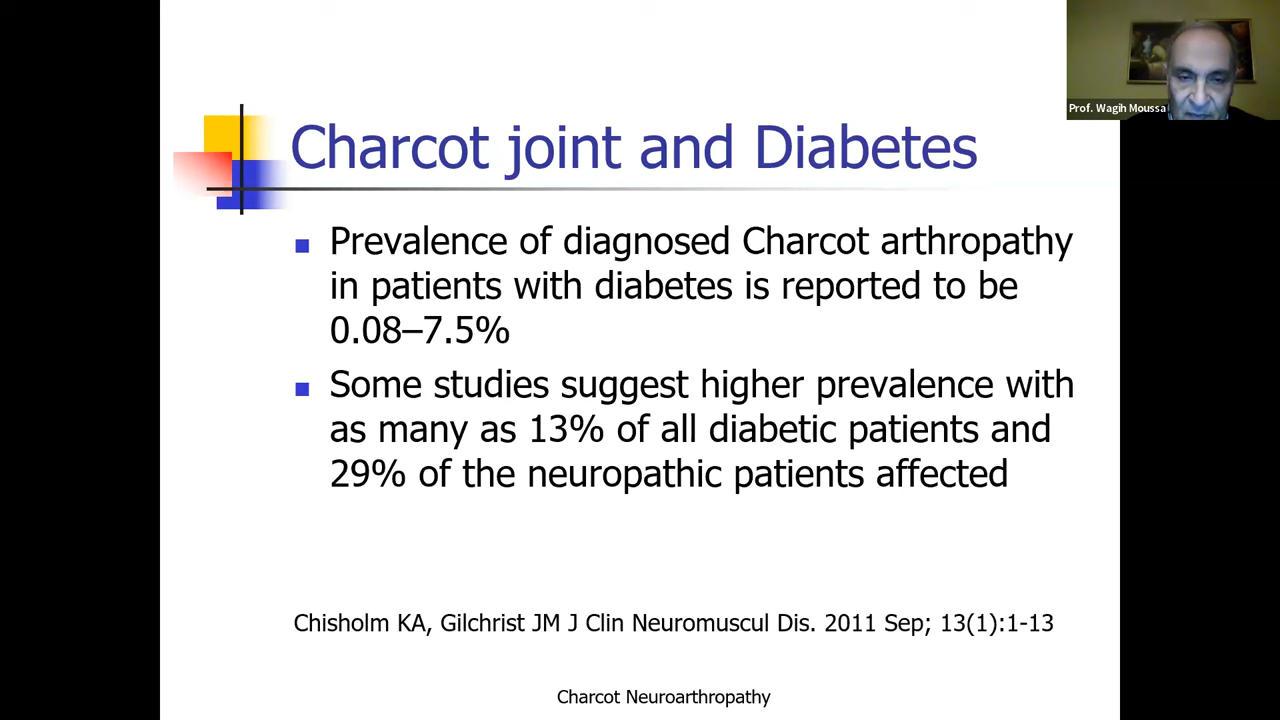 Prof. Wagih Moussa
Charcot joint and Diabetes
Prevalence of diagnosed Charcot arthropathy
in patients with diabetes is reported to be
0.08–7.5%
Some studies suggest higher prevalence with
as many as 13% of all diabetic patients and
29% of the neuropathic patients affected
Chisholm KA, Gilchrist JM J Clin Neuromuscul Dis. 2011 Sep; 13(1):1-13
Charcot Neuroarthropathy